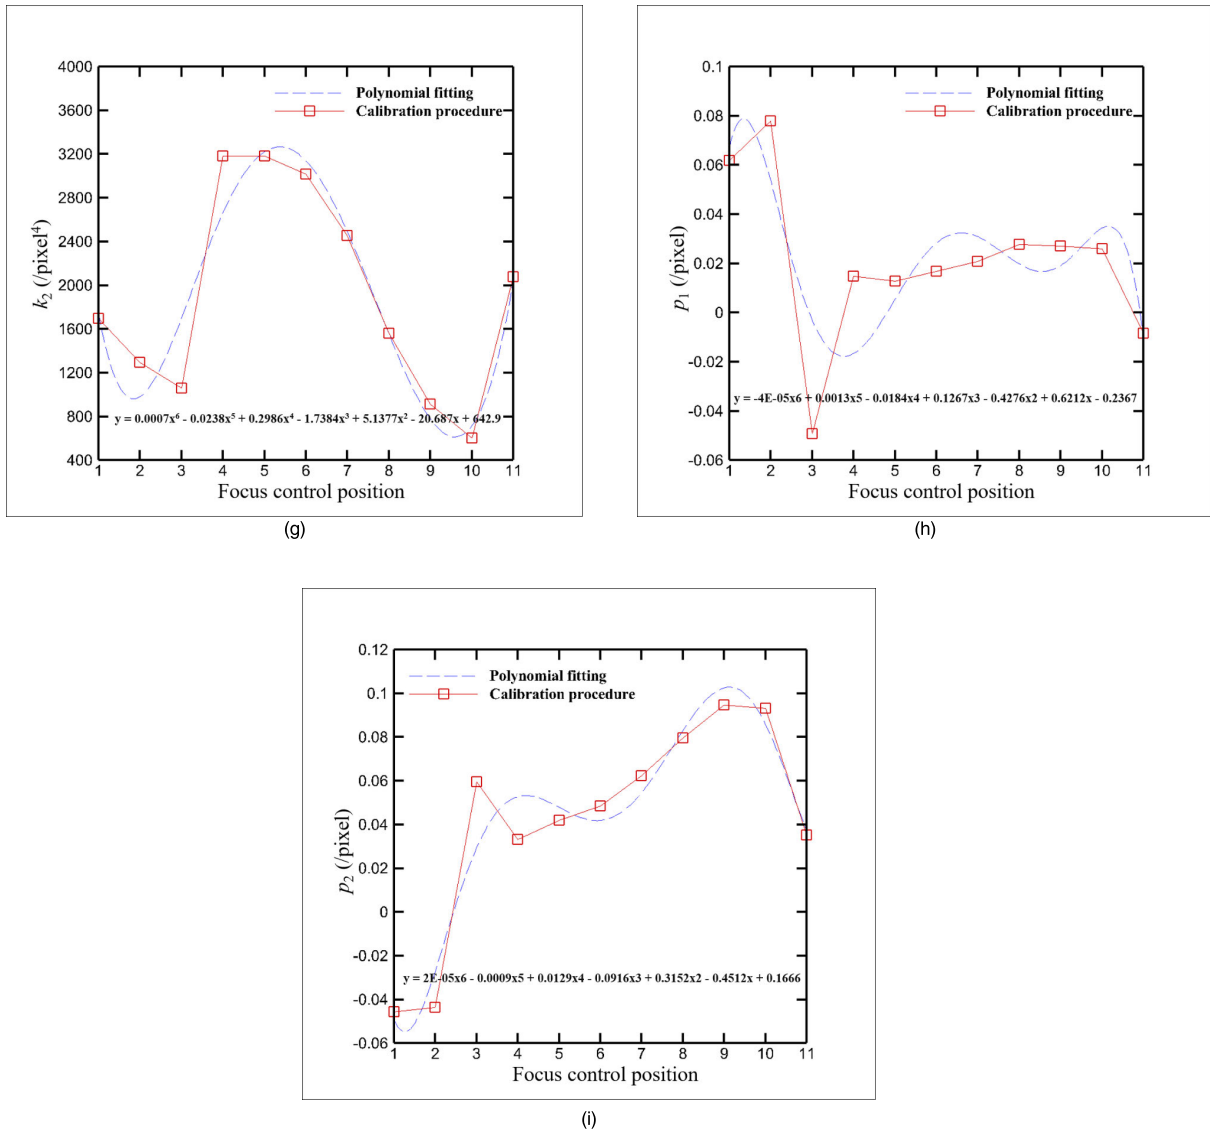 4000
3600
3200
2800
2400
2000
1600
1200
800
400
k₂ (/pixel⁴)
Polynomial fitting
Calibration procedure
y = 0.0007x⁶ - 0.0238x⁵ + 0.2986x⁴ - 1.7384x³ + 5.1377x² - 20.687x + 642.9
1 2 3 4 5 6 7 8 9 10 11
Focus control position
(g)
0.1
0.08
0.06
0.04
0.02
0
-0.02
-0.04
-0.06
p₁ (/pixel)
Polynomial fitting
Calibration procedure
y = -4E-05x6 + 0.0013x5 - 0.0184x4 + 0.1267x3 - 0.4276x2 + 0.6212x - 0.2367
1 2 3 4 5 6 7 8 9 10 11
Focus control position
(h)
0.12
0.1
0.08
0.06
0.04
0.02
0
-0.02
-0.04
-0.06
p₂ (/pixel)
Polynomial fitting
Calibration procedure
y = 2E-05x6 - 0.0009x5 + 0.0129x4 - 0.0916x3 + 0.3152x2 - 0.4512x + 0.1666
1 2 3 4 5 6 7 8 9 10 11
Focus control position
(i)